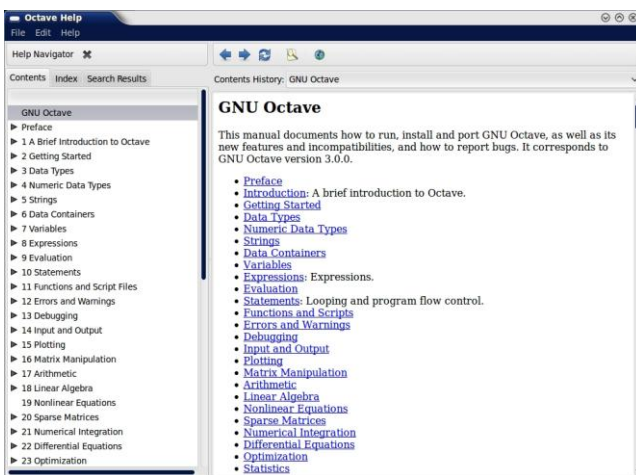 Octave Help
File Edit Help
Help Navigator
Contents Index Search Results
GNU Octave
Preface
1 A Brief Introduction to Octave
2 Getting Started
3 Data Types
4 Numeric Data Types
5 Strings
6 Data Containers
7 Variables
8 Expressions
9 Evaluation
10 Statements
11 Functions and Script Files
12 Errors and Warnings
13 Debugging
14 Input and Output
15 Plotting
16 Matrix Manipulation
17 Arithmetic
18 Linear Algebra
19 Nonlinear Equations
20 Sparse Matrices
21 Numerical Integration
22 Differential Equations
23 Optimization
Contents History: GNU Octave
GNU Octave
This manual documents how to run, install and port GNU Octave, as well as its
new features and incompatibilities, and how to report bugs. It corresponds to
GNU Octave version 3.0.0.
• Preface
• Introduction: A brief introduction to Octave.
• Getting Started
• Data Types
• Numeric Data Types
• Strings
• Data Containers
• Variables
• Expressions: Expressions.
• Evaluation
• Statements: Looping and program flow control.
• Functions and Scripts
• Errors and Warnings
• Debugging
• Input and Output
• Plotting
• Matrix Manipulation
• Arithmetic
• Linear Algebra
• Nonlinear Equations
• Sparse Matrices
• Numerical Integration
• Differential Equations
• Optimization
• Statistics